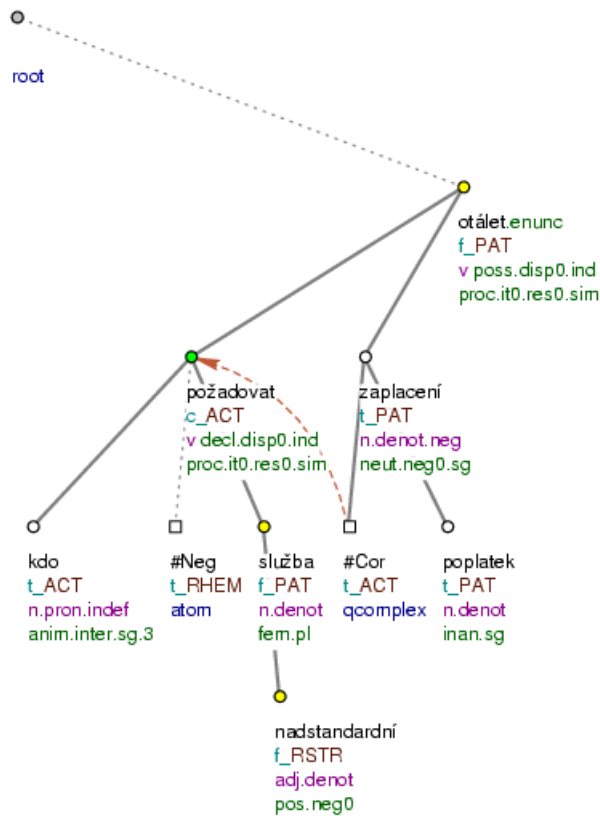 root
otálet.enunc
f_PAT
v poss.disp0.ind
proc.it0.res0.sim
požadovat
c_ACT
v decl.disp0.ind
proc.it0.res0.sim
zaplacení
t_PAT
n.denot.neg
neut.neg0.sg
kdo
t_ACT
n.pron.indef
anim.inter.sg.3
#Neg
t_RHEM
atom
služba
f_PAT
n.denot
fem.pl
#Cor
t_ACT
qcomplex
poplatek
t_PAT
n.denot
inan.sg
nadstandardní
f_RSTR
adj.denot
pos.neg0